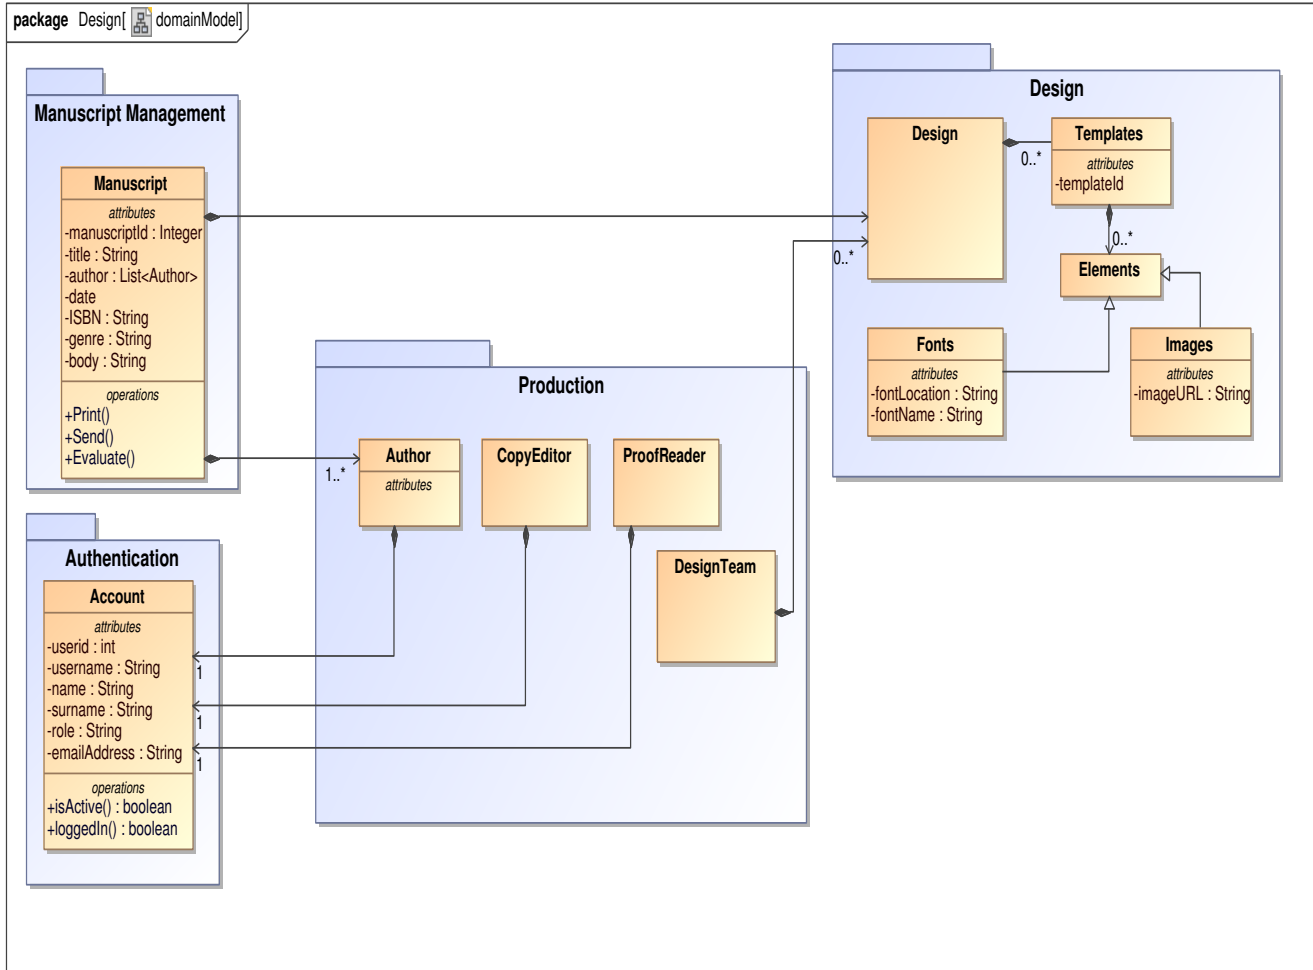 package Design[ domainModel]
Manuscript Management
Manuscript
attributes
-manuscriptId : Integer
-title : String
-author : List<Author>
-date
-ISBN : String
-genre : String
-body : String
operations
+Print()
+Send()
+Evaluate()
1..*
Authentication
Account
attributes
-userid : int
-username : String
-name : String
-surname : String
-role : String
-emailAddress : String
operations
+isActive() : boolean
+loggedIn() : boolean
1
1
1
Production
Author
attributes
CopyEditor
ProofReader
DesignTeam
Design
Design
0..*
0..*
Templates
attributes
-templateId
0..*
Elements
Fonts
attributes
-fontLocation : String
-fontName : String
Images
attributes
-imageURL : String